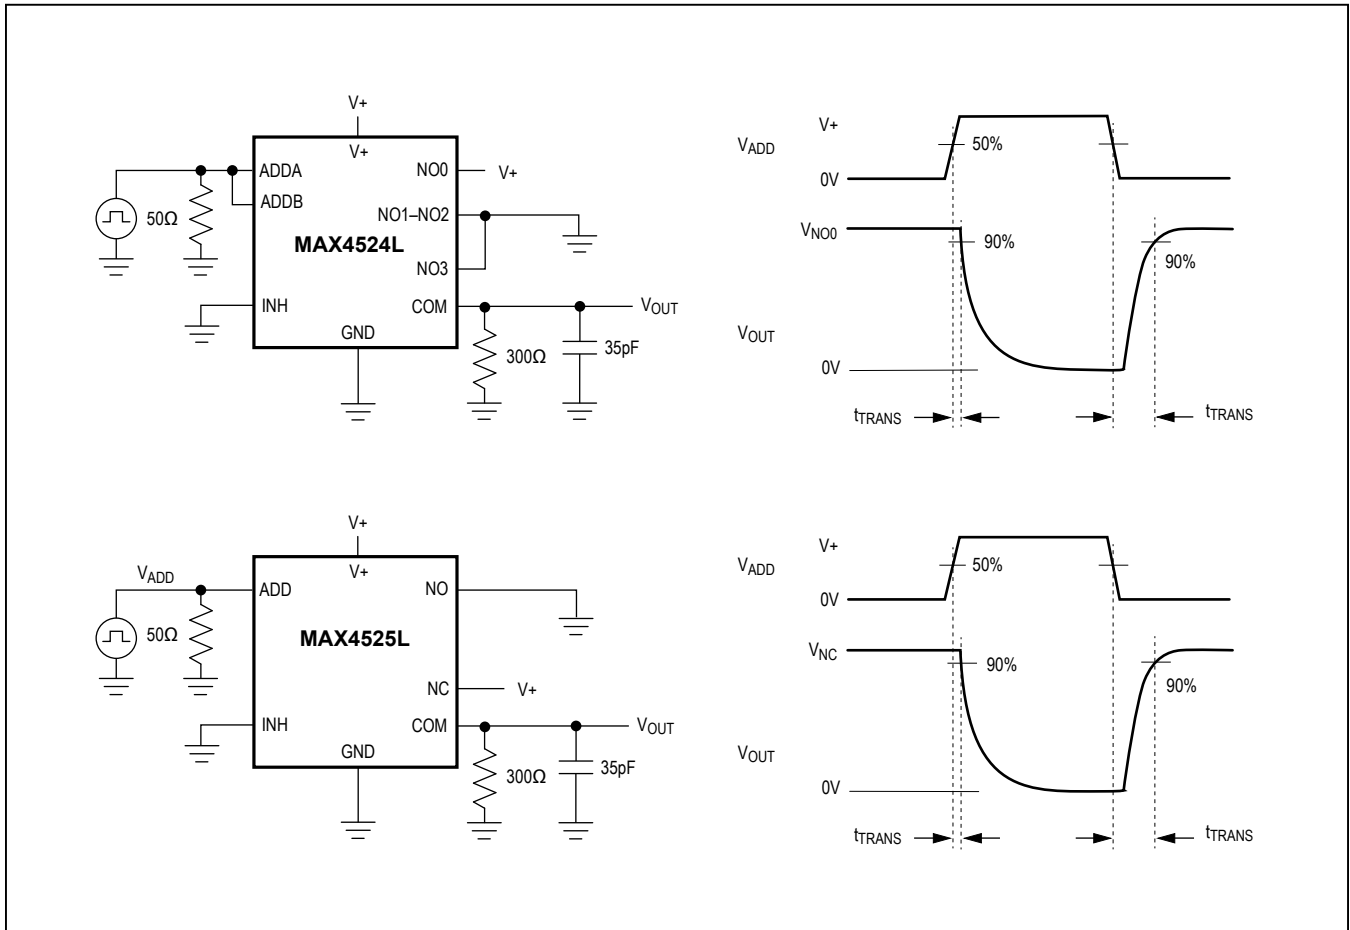 V+
V+
ADDA
ADDB
NO0
V+
50Ω
NO1–NO2
MAX4524L
NO3
INH
COM
VOUT
GND
300Ω
35pF
V+
VADD
50%
0V
VNO0
90%
90%
VOUT
0V
tTRANS
tTRANS
V+
V+
VADD
ADD
NO
50Ω
MAX4525L
NC
V+
INH
COM
VOUT
GND
300Ω
35pF
V+
VADD
50%
0V
VNC
90%
90%
VOUT
0V
tTRANS
tTRANS